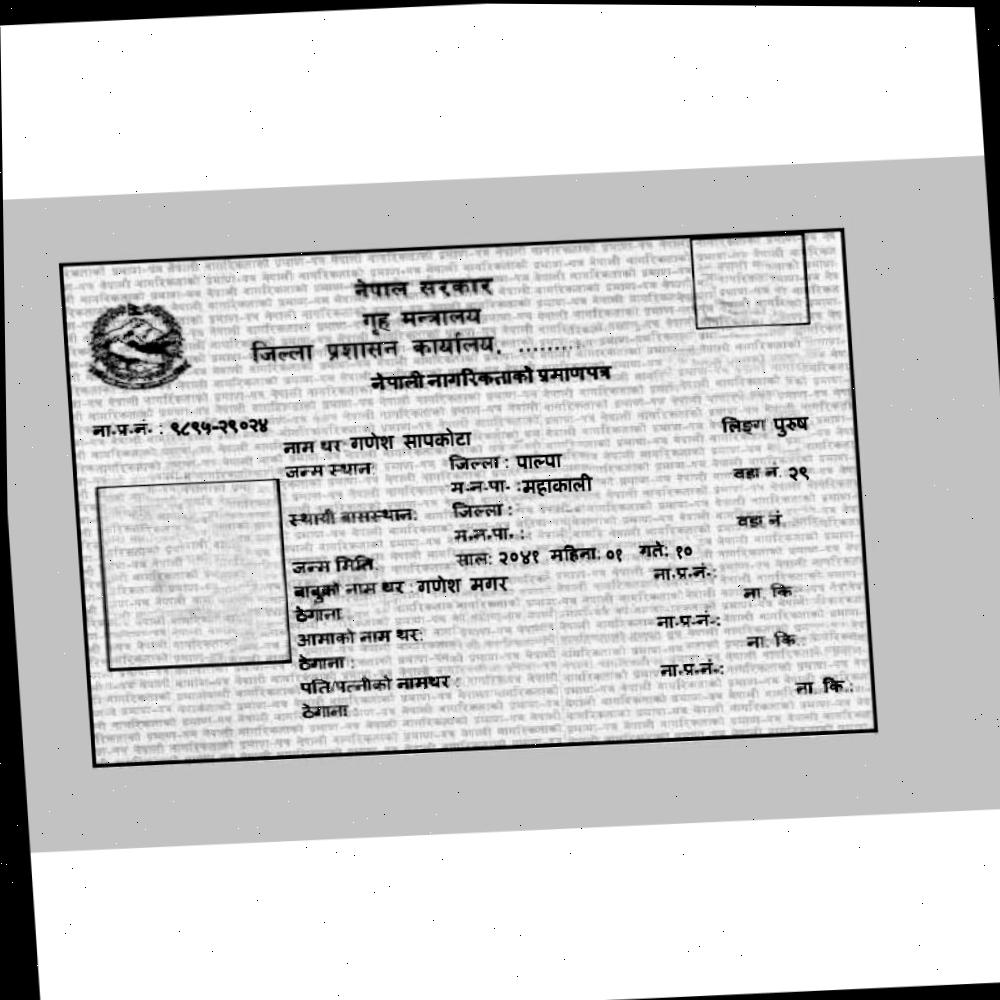 नेपाल सरकार
गृह मन्त्रालय
जिल्ला प्रशासन कार्यालय, ..........
नेपाली नागरिकताको प्रमाणपत्र
ना.प्र.नं. : ९८९५-२९०२४
लिङ्ग पुरुष
नाम थर गणेश सापकोटा
जन्म स्थान: जिल्ला : पाल्पा
म.न.पा. :महाकाली वडा नं. २९
स्थायी बासस्थान: जिल्ला :
म.न.पा. : वडा नं.
जन्म मिति: साल: २०४१ महिना: ०१ गते: १०
बाबुको नाम थर : गणेश मगर ना.प्र.नं.:
ठेगाना : ना. कि.:
आमाको नाम थर: ना.प्र.नं.:
ठेगाना : ना. कि.:
पति/पत्नीको नामथर : ना.प्र.नं.:
ठेगाना : ना. कि.: